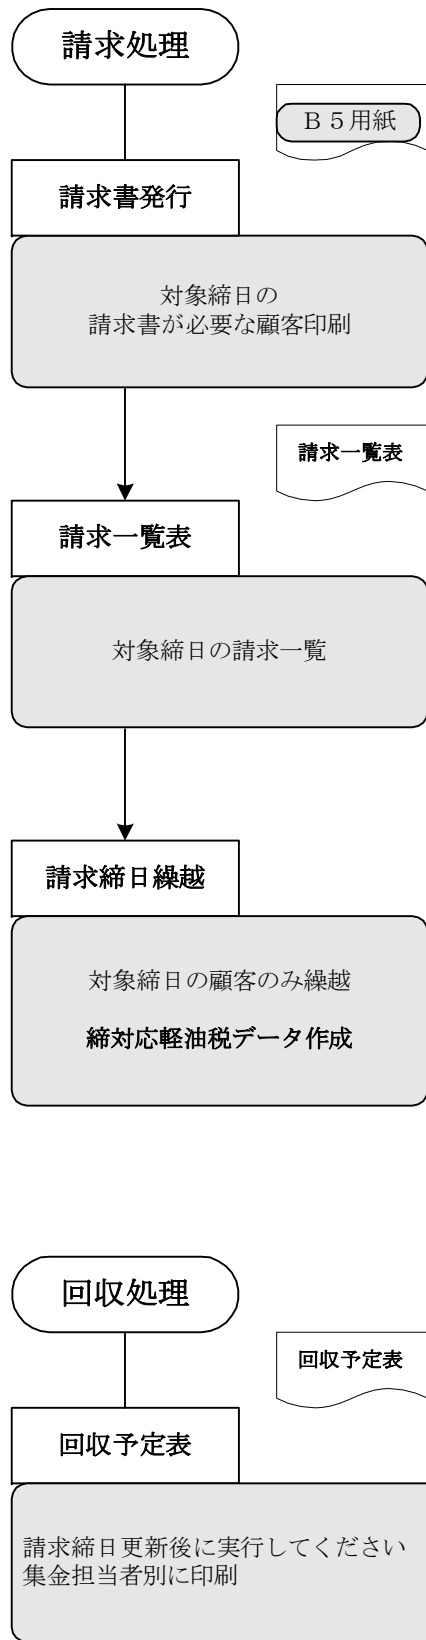 請求処理
Ｂ５用紙
請求書発行
対象締日の
請求書が必要な顧客印刷
請求一覧表
請求一覧表
対象締日の請求一覧
請求締日繰越
対象締日の顧客のみ繰越
締対応軽油税データ作成
回収処理
回収予定表
回収予定表
請求締日更新後に実行してください
集金担当者別に印刷